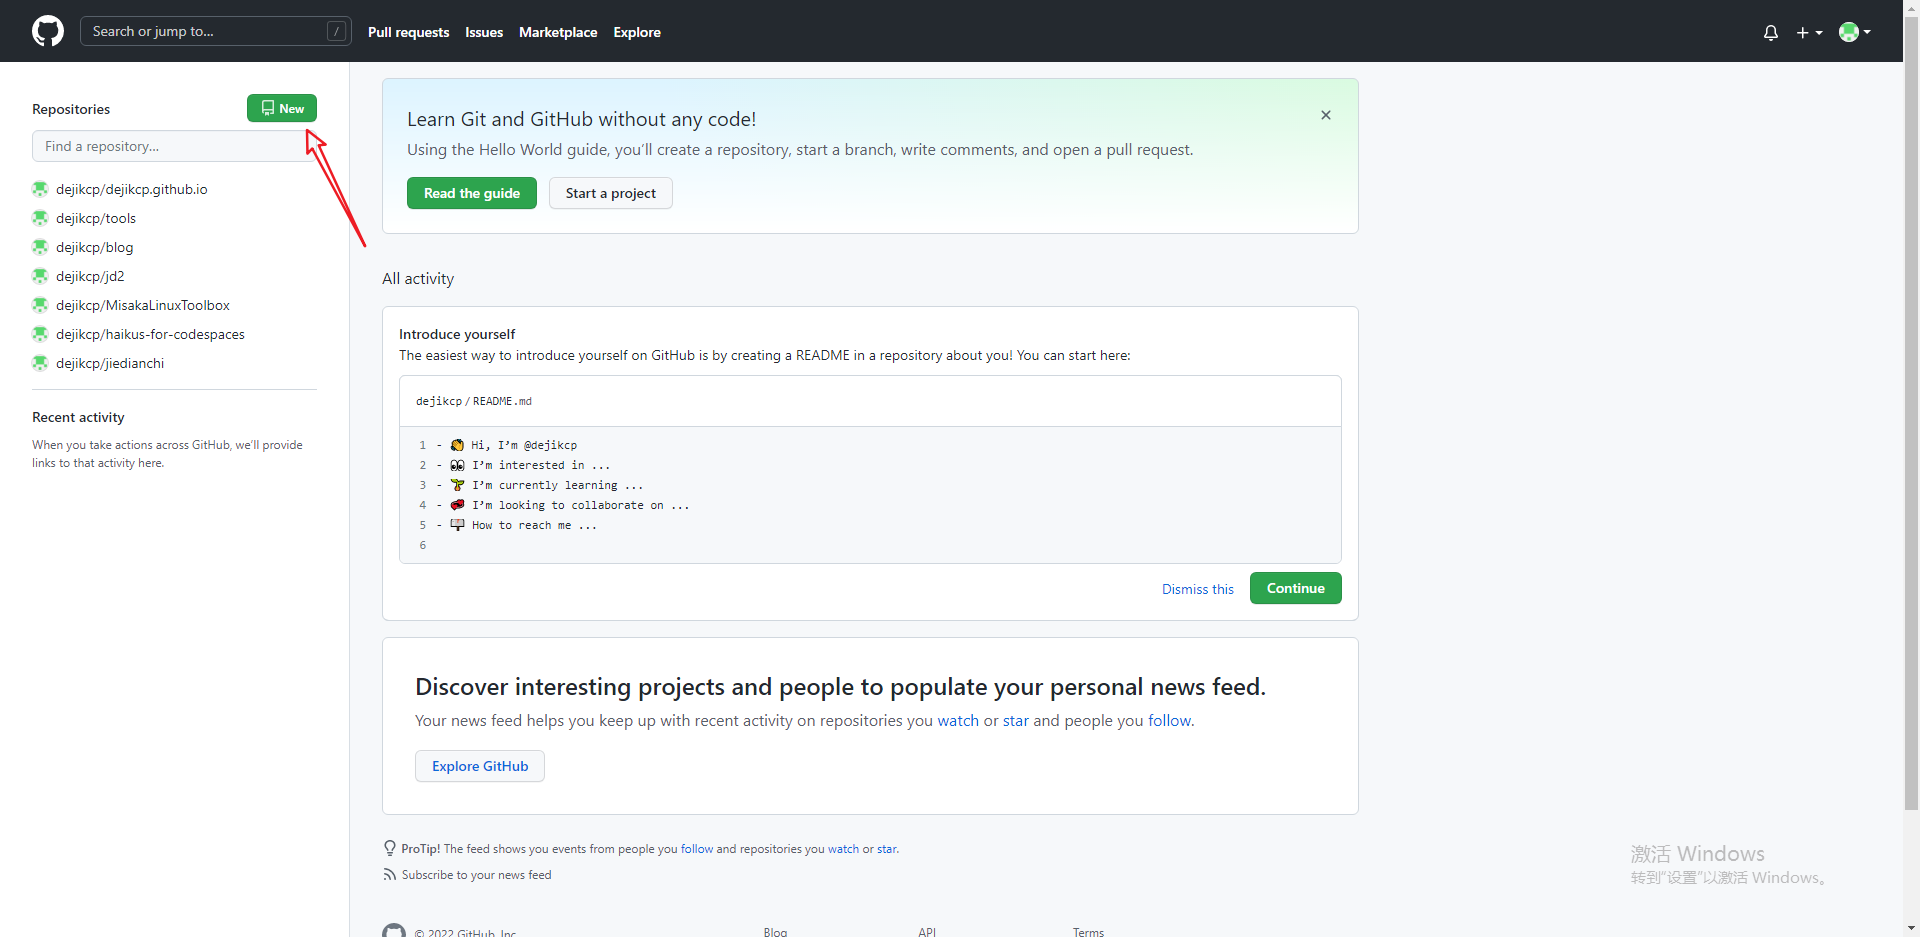 Search or jump to... /
Pull requests Issues Marketplace Explore
Repositories
New
Find a repository...
dejikcp/dejikcp.github.io
dejikcp/tools
dejikcp/blog
dejikcp/jd2
dejikcp/MisakaLinuxToolbox
dejikcp/haikus-for-codespaces
dejikcp/jiedianchi
Recent activity
When you take actions across GitHub, we’ll provide
links to that activity here.
Learn Git and GitHub without any code!
Using the Hello World guide, you’ll create a repository, start a branch, write comments, and open a pull request.
Read the guide Start a project
All activity
Introduce yourself
The easiest way to introduce yourself on GitHub is by creating a README in a repository about you! You can start here:
dejikcp / README.md
1 - 👋 Hi, I’m @dejikcp
2 - 👀 I’m interested in ...
3 - 🌱 I’m currently learning ...
4 - 💞️ I’m looking to collaborate on ...
5 - 📫 How to reach me ...
6
Dismiss this Continue
Discover interesting projects and people to populate your personal news feed.
Your news feed helps you keep up with recent activity on repositories you watch or star and people you follow.
Explore GitHub
ProTip! The feed shows you events from people you follow and repositories you watch or star.
Subscribe to your news feed
© 2022 GitHub, Inc. Blog API Terms
激活 Windows
转到“设置”以激活 Windows。